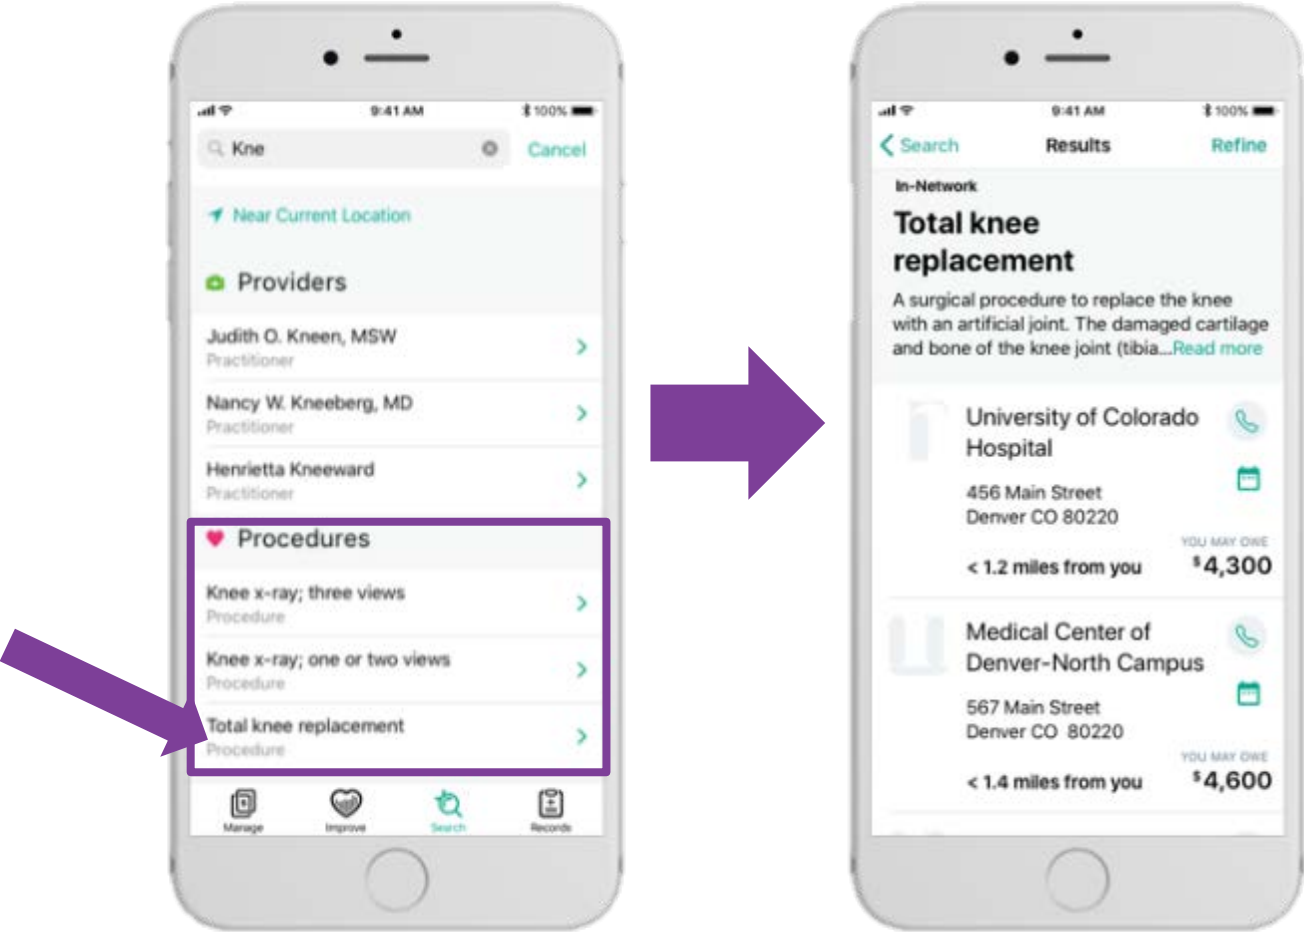 9:41 AM
100%
Kne
Cancel
Near Current Location
Providers
Judith O. Kneen, MSW
Practitioner
Nancy W. Kneeberg, MD
Practitioner
Henrietta Kneeward
Practitioner
Procedures
Knee x-ray; three views
Procedure
Knee x-ray; one or two views
Procedure
Total knee replacement
Procedure
Manage
Improve
Search
Records
9:41 AM
100%
Search
Results
Refine
In-Network
Total knee
replacement
A surgical procedure to replace the knee
with an artificial joint. The damaged cartilage
and bone of the knee joint (tibia...Read more
University of Colorado
Hospital
456 Main Street
Denver CO 80220
YOU MAY OWE
< 1.2 miles from you
$4,300
Medical Center of
Denver-North Campus
567 Main Street
Denver CO 80220
YOU MAY OWE
< 1.4 miles from you
$4,600